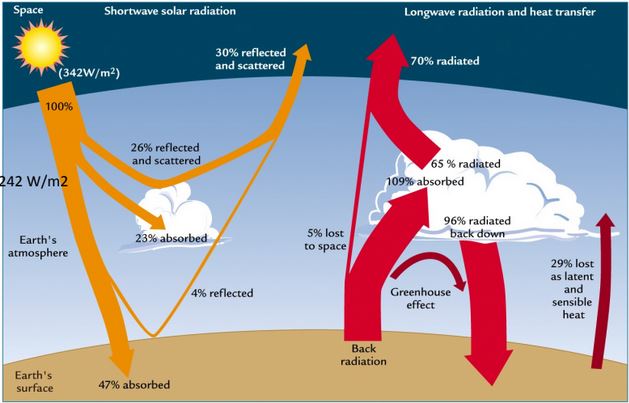 Space
Shortwave solar radiation
Longwave radiation and heat transfer
(342W/m²)
30% reflected
and scattered
70% radiated
100%
26% reflected
and scattered
65 % radiated
109% absorbed
242 W/m2
23% absorbed
5% lost
to space
96% radiated
back down
Earth's
atmosphere
4% reflected
Greenhouse
effect
29% lost
as latent
and
sensible
heat
Back
radiation
Earth's
surface
47% absorbed